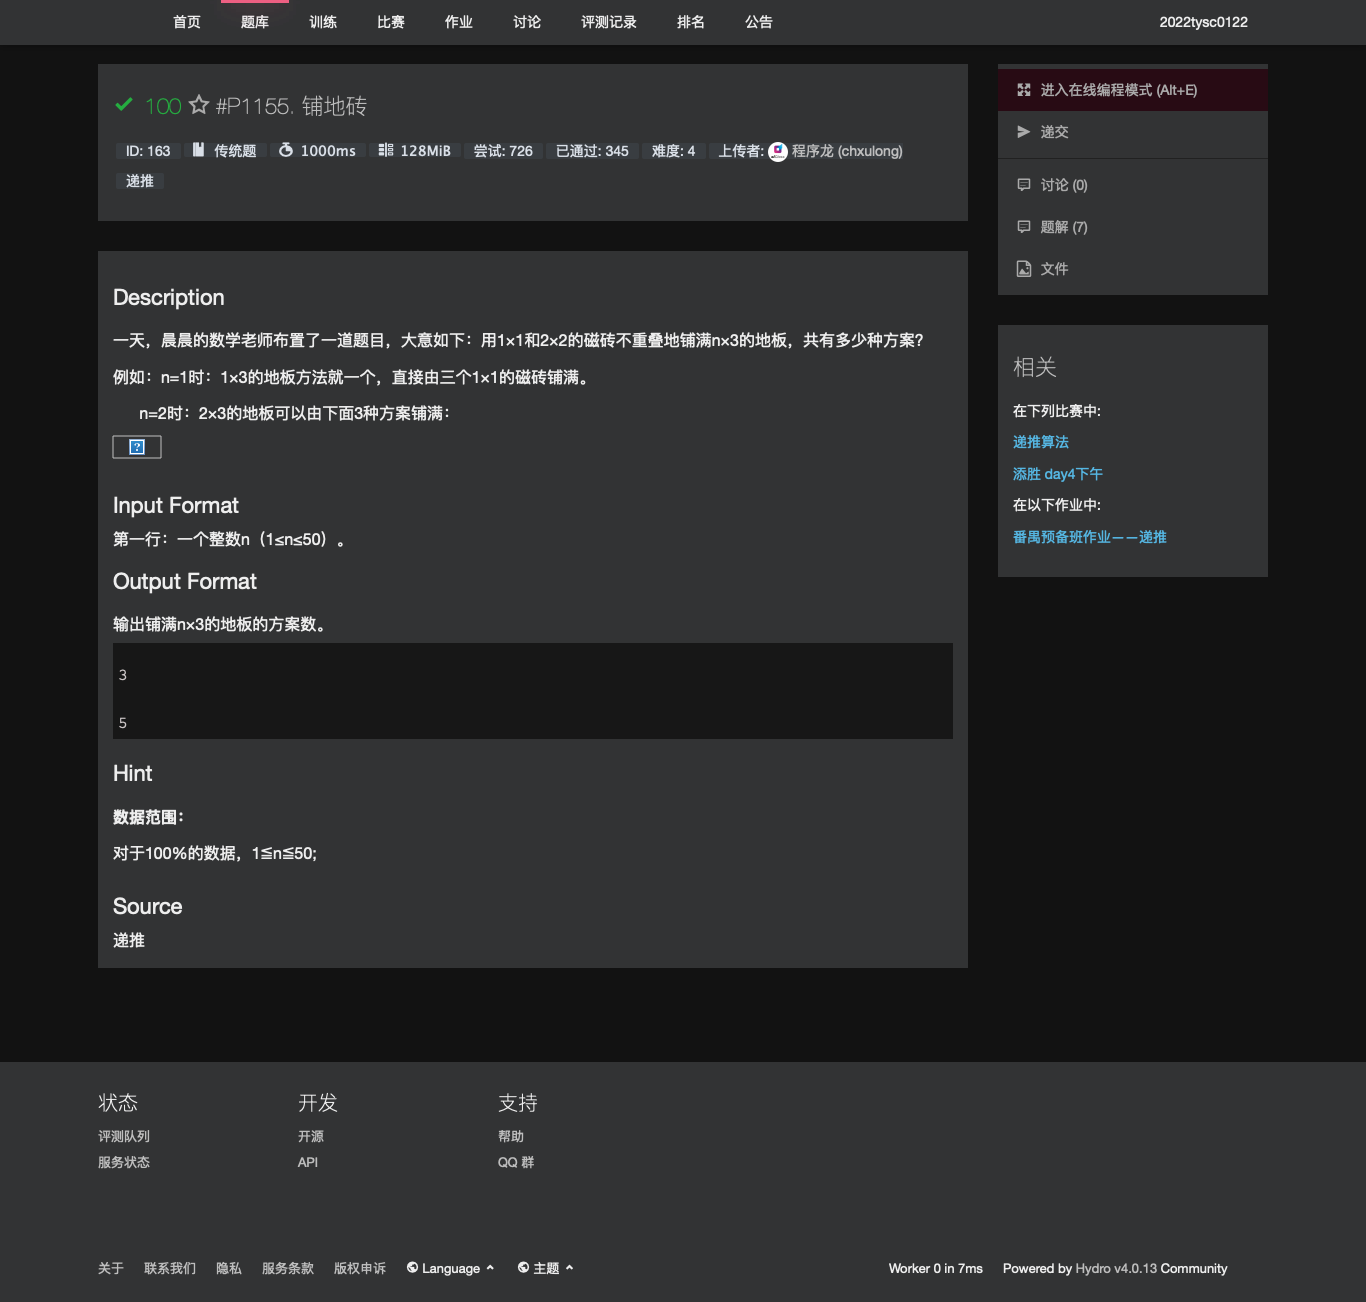 首页 题库 训练 比赛 作业 讨论 评测记录 排名 公告 2022tysc0122
100 #P1155. 铺地砖
ID: 163 传统题 1000ms 128MiB 尝试: 726 已通过: 345 难度: 4 上传者: 程序龙 (chxulong)
递推
Description
一天，晨晨的数学老师布置了一道题目，大意如下：用1×1和2×2的磁砖不重叠地铺满n×3的地板，共有多少种方案?
例如：n=1时：1×3的地板方法就一个，直接由三个1×1的磁砖铺满。
n=2时：2×3的地板可以由下面3种方案铺满：
Input Format
第一行：一个整数n（1≤n≤50）。
Output Format
输出铺满n×3的地板的方案数。
3
5
Hint
数据范围：
对于100%的数据，1≦n≦50;
Source
递推
进入在线编程模式 (Alt+E)
递交
讨论 (0)
题解 (7)
文件
相关
在下列比赛中:
递推算法
添胜 day4下午
在以下作业中:
番禺预备班作业——递推
状态 开发 支持
评测队列 开源 帮助
服务状态 API QQ 群
关于 联系我们 隐私 服务条款 版权申诉 Language 主题 Worker 0 in 7ms Powered by Hydro v4.0.13 Community